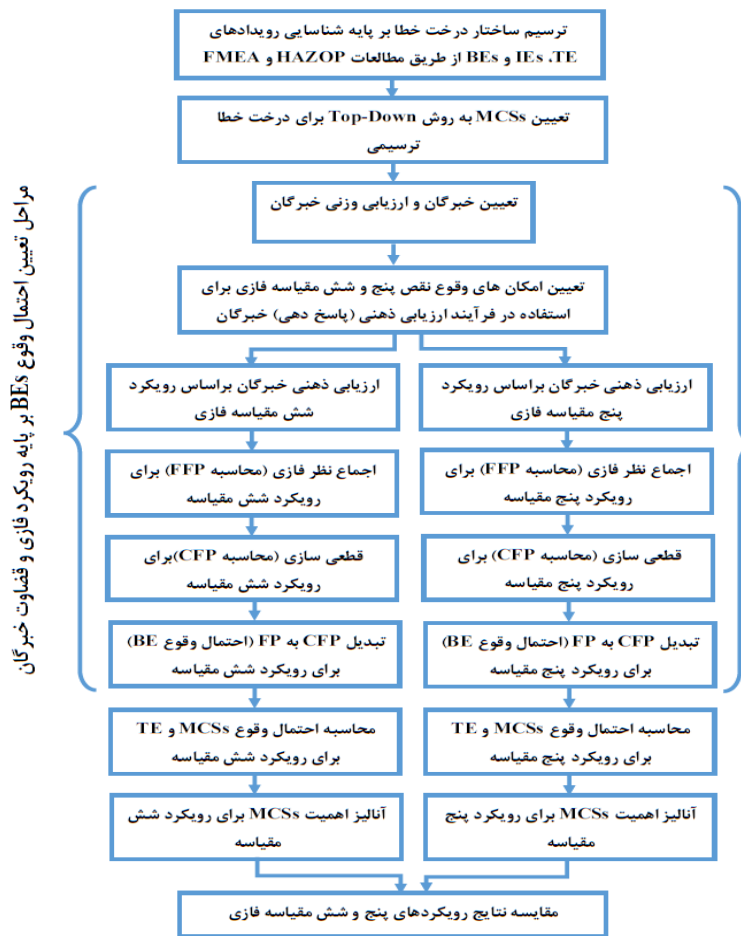 ترسیم ساختار درخت خطا بر پایه شناسایی رویدادهای
TE، IEs و BEs از طریق مطالعات HAZOP و FMEA
تعیین MCSs به روش Top-Down برای درخت خطا
ترسیمی
تعیین خبرگان و ارزیابی وزنی خبرگان
تعیین امکان های وقوع نقص پنج و شش مقیاسه فازی برای
استفاده در فرآیند ارزیابی ذهنی (پاسخ دهی) خبرگان
ارزیابی ذهنی خبرگان براساس رویکرد
پنج مقیاسه فازی
اجماع نظر فازی (محاسبه FFP) برای
رویکرد پنج مقیاسه
قطعی سازی (محاسبه CFP) برای
رویکرد پنج مقیاسه
تبدیل CFP به FP (احتمال وقوع BE)
برای رویکرد پنج مقیاسه
محاسبه احتمال وقوع MCSs و TE
برای رویکرد پنج مقیاسه
آنالیز اهمیت MCSs برای رویکرد پنج
مقیاسه
ارزیابی ذهنی خبرگان براساس رویکرد
شش مقیاسه فازی
اجماع نظر فازی (محاسبه FFP) برای
رویکرد شش مقیاسه
قطعی سازی (محاسبه CFP)برای
رویکرد شش مقیاسه
تبدیل CFP به FP (احتمال وقوع BE)
برای رویکرد شش مقیاسه
محاسبه احتمال وقوع MCSs و TE
برای رویکرد شش مقیاسه
آنالیز اهمیت MCSs برای رویکرد شش
مقیاسه
مقایسه نتایج رویکردهای پنج و شش مقیاسه فازی
مراحل تعیین احتمال وقوع BEs بر پایه رویکرد فازی و قضاوت خبرگان